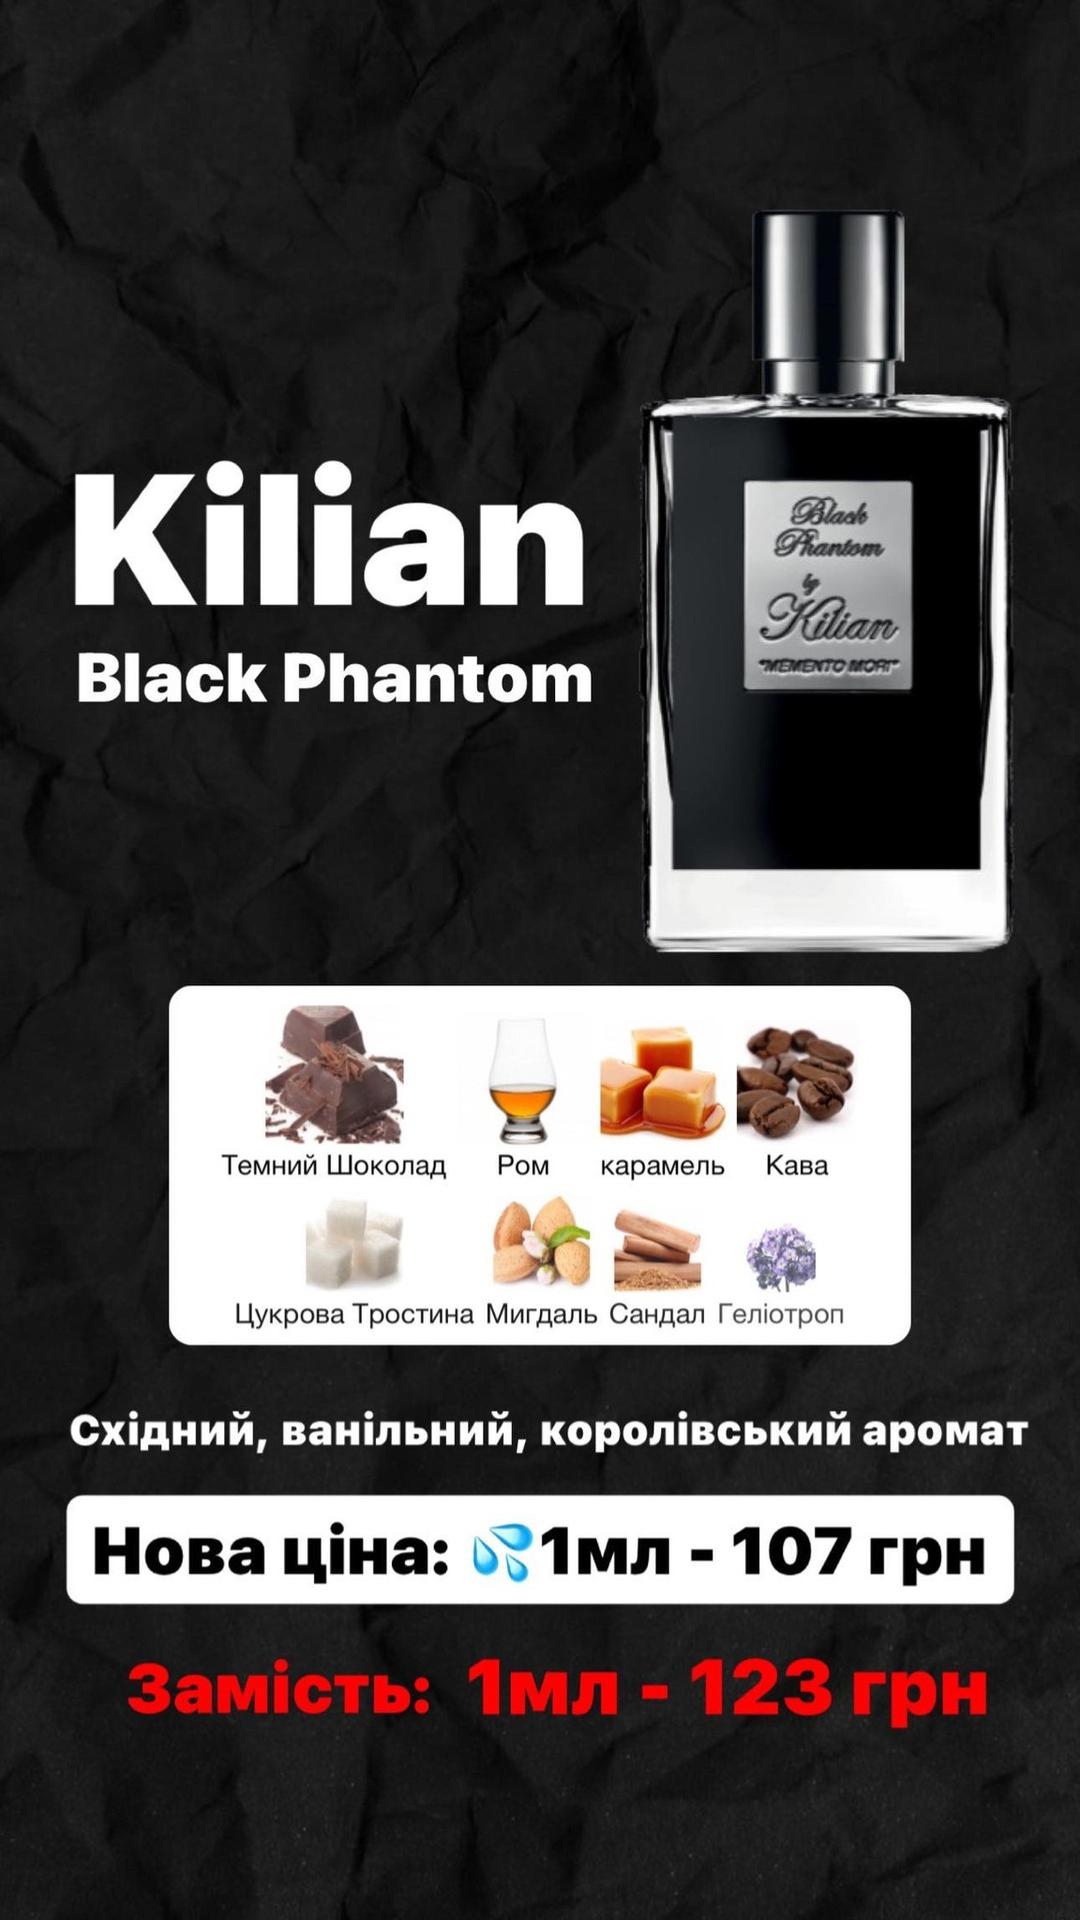 Kilian
Black Phantom
Black
Phantom
by
Kilian
"MEMENTO MORI"
Темний Шоколад Ром карамель Кава
Цукрова Тростина Мигдаль Сандал Геліотроп
Східний, ванільний, королівський аромат
Нова ціна: 💦1мл - 107 грн
Замість: 1мл - 123 грн